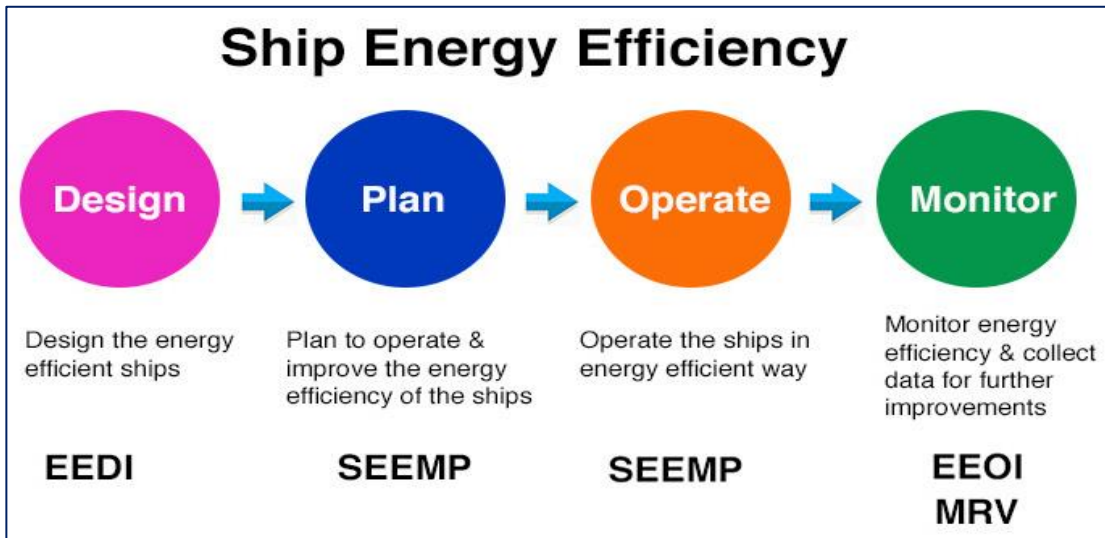 Ship Energy Efficiency
Design
Plan
Operate
Monitor
Design the energy
efficient ships
Plan to operate &
improve the energy
efficiency of the ships
Operate the ships in
energy efficient way
Monitor energy
efficiency & collect
data for further
improvements
EEDI
SEEMP
SEEMP
EEOI
MRV